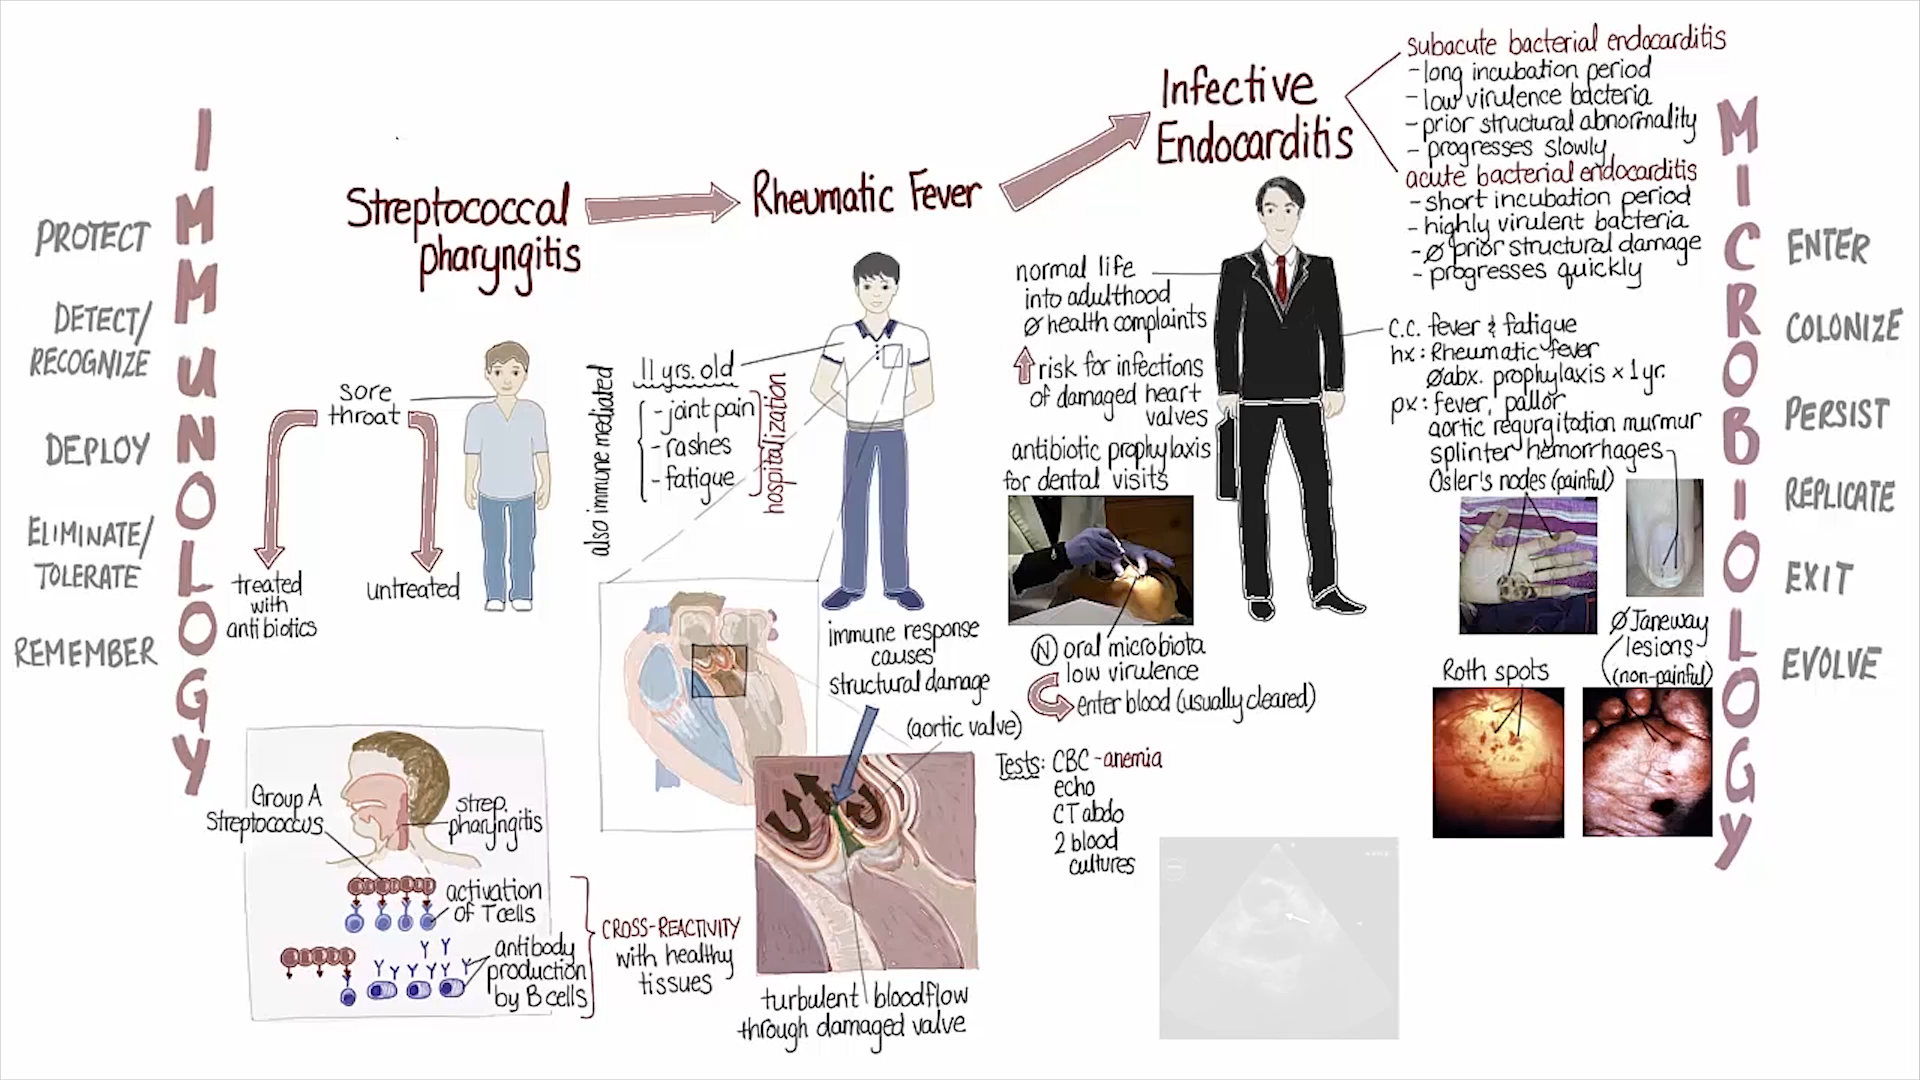 IMMUNOLOGY
PROTECT
DETECT/
RECOGNIZE
DEPLOY
ELIMINATE/
TOLERATE
REMEMBER
Streptococcal
pharyngitis
sore
throat
treated
with
antibiotics
untreated
Group A
Streptococcus
strep.
pharyngitis
activation
of T cells
antibody
production
by B cells
CROSS-REACTIVITY
with healthy
tissues
Rheumatic Fever
also immune mediated
11 yrs. old
- joint pain
- rashes
- fatigue
hospitalization
immune response
causes
structural damage
(aortic valve)
turbulent bloodflow
through damaged valve
Infective
Endocarditis
subacute bacterial endocarditis
- long incubation period
- low virulence bacteria
- prior structural abnormality
- progresses slowly
acute bacterial endocarditis
- short incubation period
- highly virulent bacteria
- Ø prior structural damage
- progresses quickly
normal life
into adulthood
Ø health complaints
risk for infections
of damaged heart
valves
antibiotic prophylaxis
for dental visits
N oral microbiota
low virulence
enter blood (usually cleared)
Tests: CBC - anemia
echo
CT abdo
2 blood
cultures
c.c. fever & fatigue
hx: Rheumatic fever
Ø abx. prophylaxis × 1 yr.
px: fever, pallor
aortic regurgitation murmur
splinter hemorrhages
Osler's nodes (painful)
Ø Janeway
lesions
(non-painful)
Roth spots
MICROBIOLOGY
ENTER
COLONIZE
PERSIST
REPLICATE
EXIT
EVOLVE